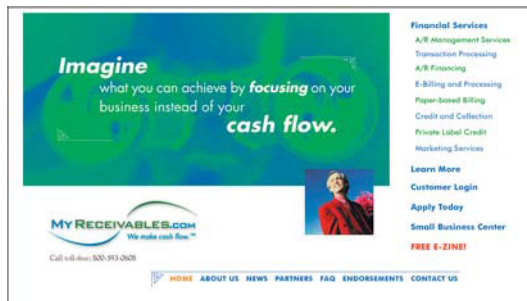 Imagine
what you can achieve by focusing on your
business instead of your
cash flow.
MYRECEIVABLES.COM
We make cash flow.™
Call toll-free: 800-393-0608
Financial Services
A/R Management Services
Transaction Processing
A/R Financing
E-Billing and Processing
Paper-based Billing
Credit and Collection
Private Label Credit
Marketing Services
Learn More
Customer Login
Apply Today
Small Business Center
FREE E-ZINE!
HOME ABOUT US NEWS PARTNERS FAQ ENDORSEMENTS CONTACT US